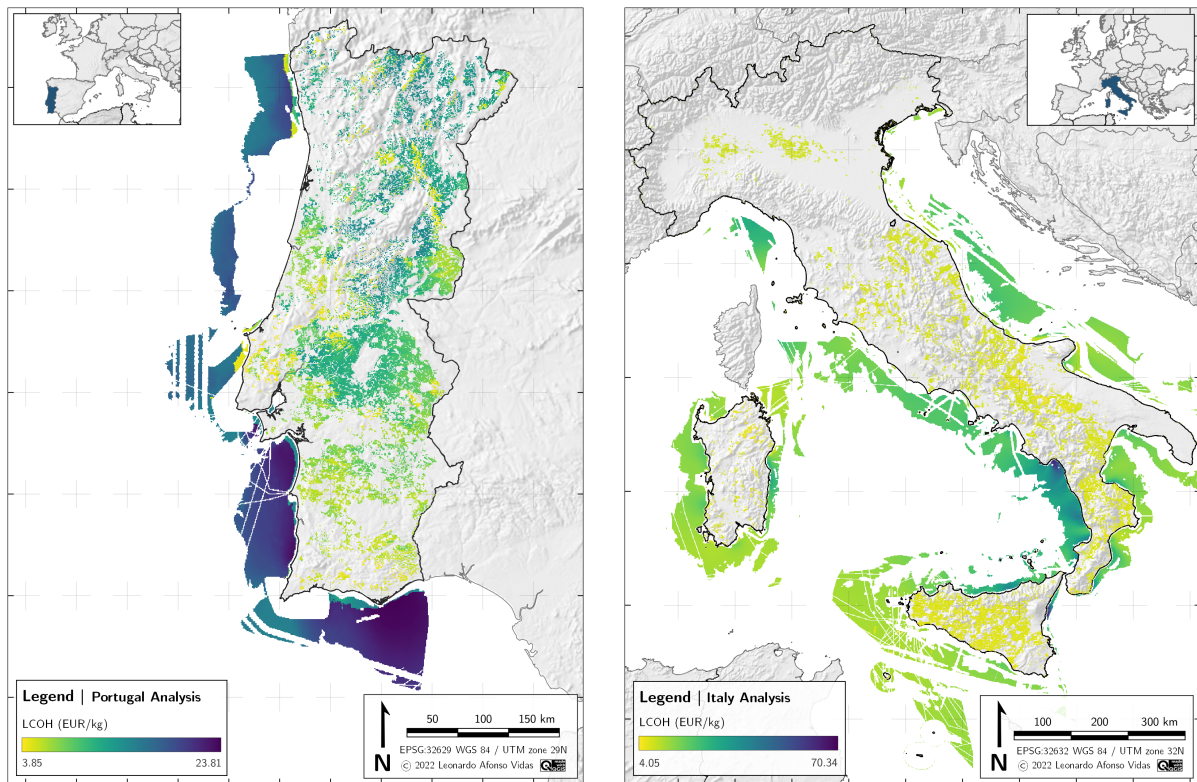 Legend | Portugal Analysis
LCOH (EUR/kg)
3.85 23.01
50 100 150 km
N
EPSG:32629 WGS 84 / UTM zone 29N
© 2022 Leonardo Afonso Vidas
Legend | Italy Analysis
LCOH (EUR/kg)
4.05 70.34
100 200 300 km
N
EPSG:32632 WGS 84 / UTM zone 32N
© 2022 Leonardo Afonso Vidas